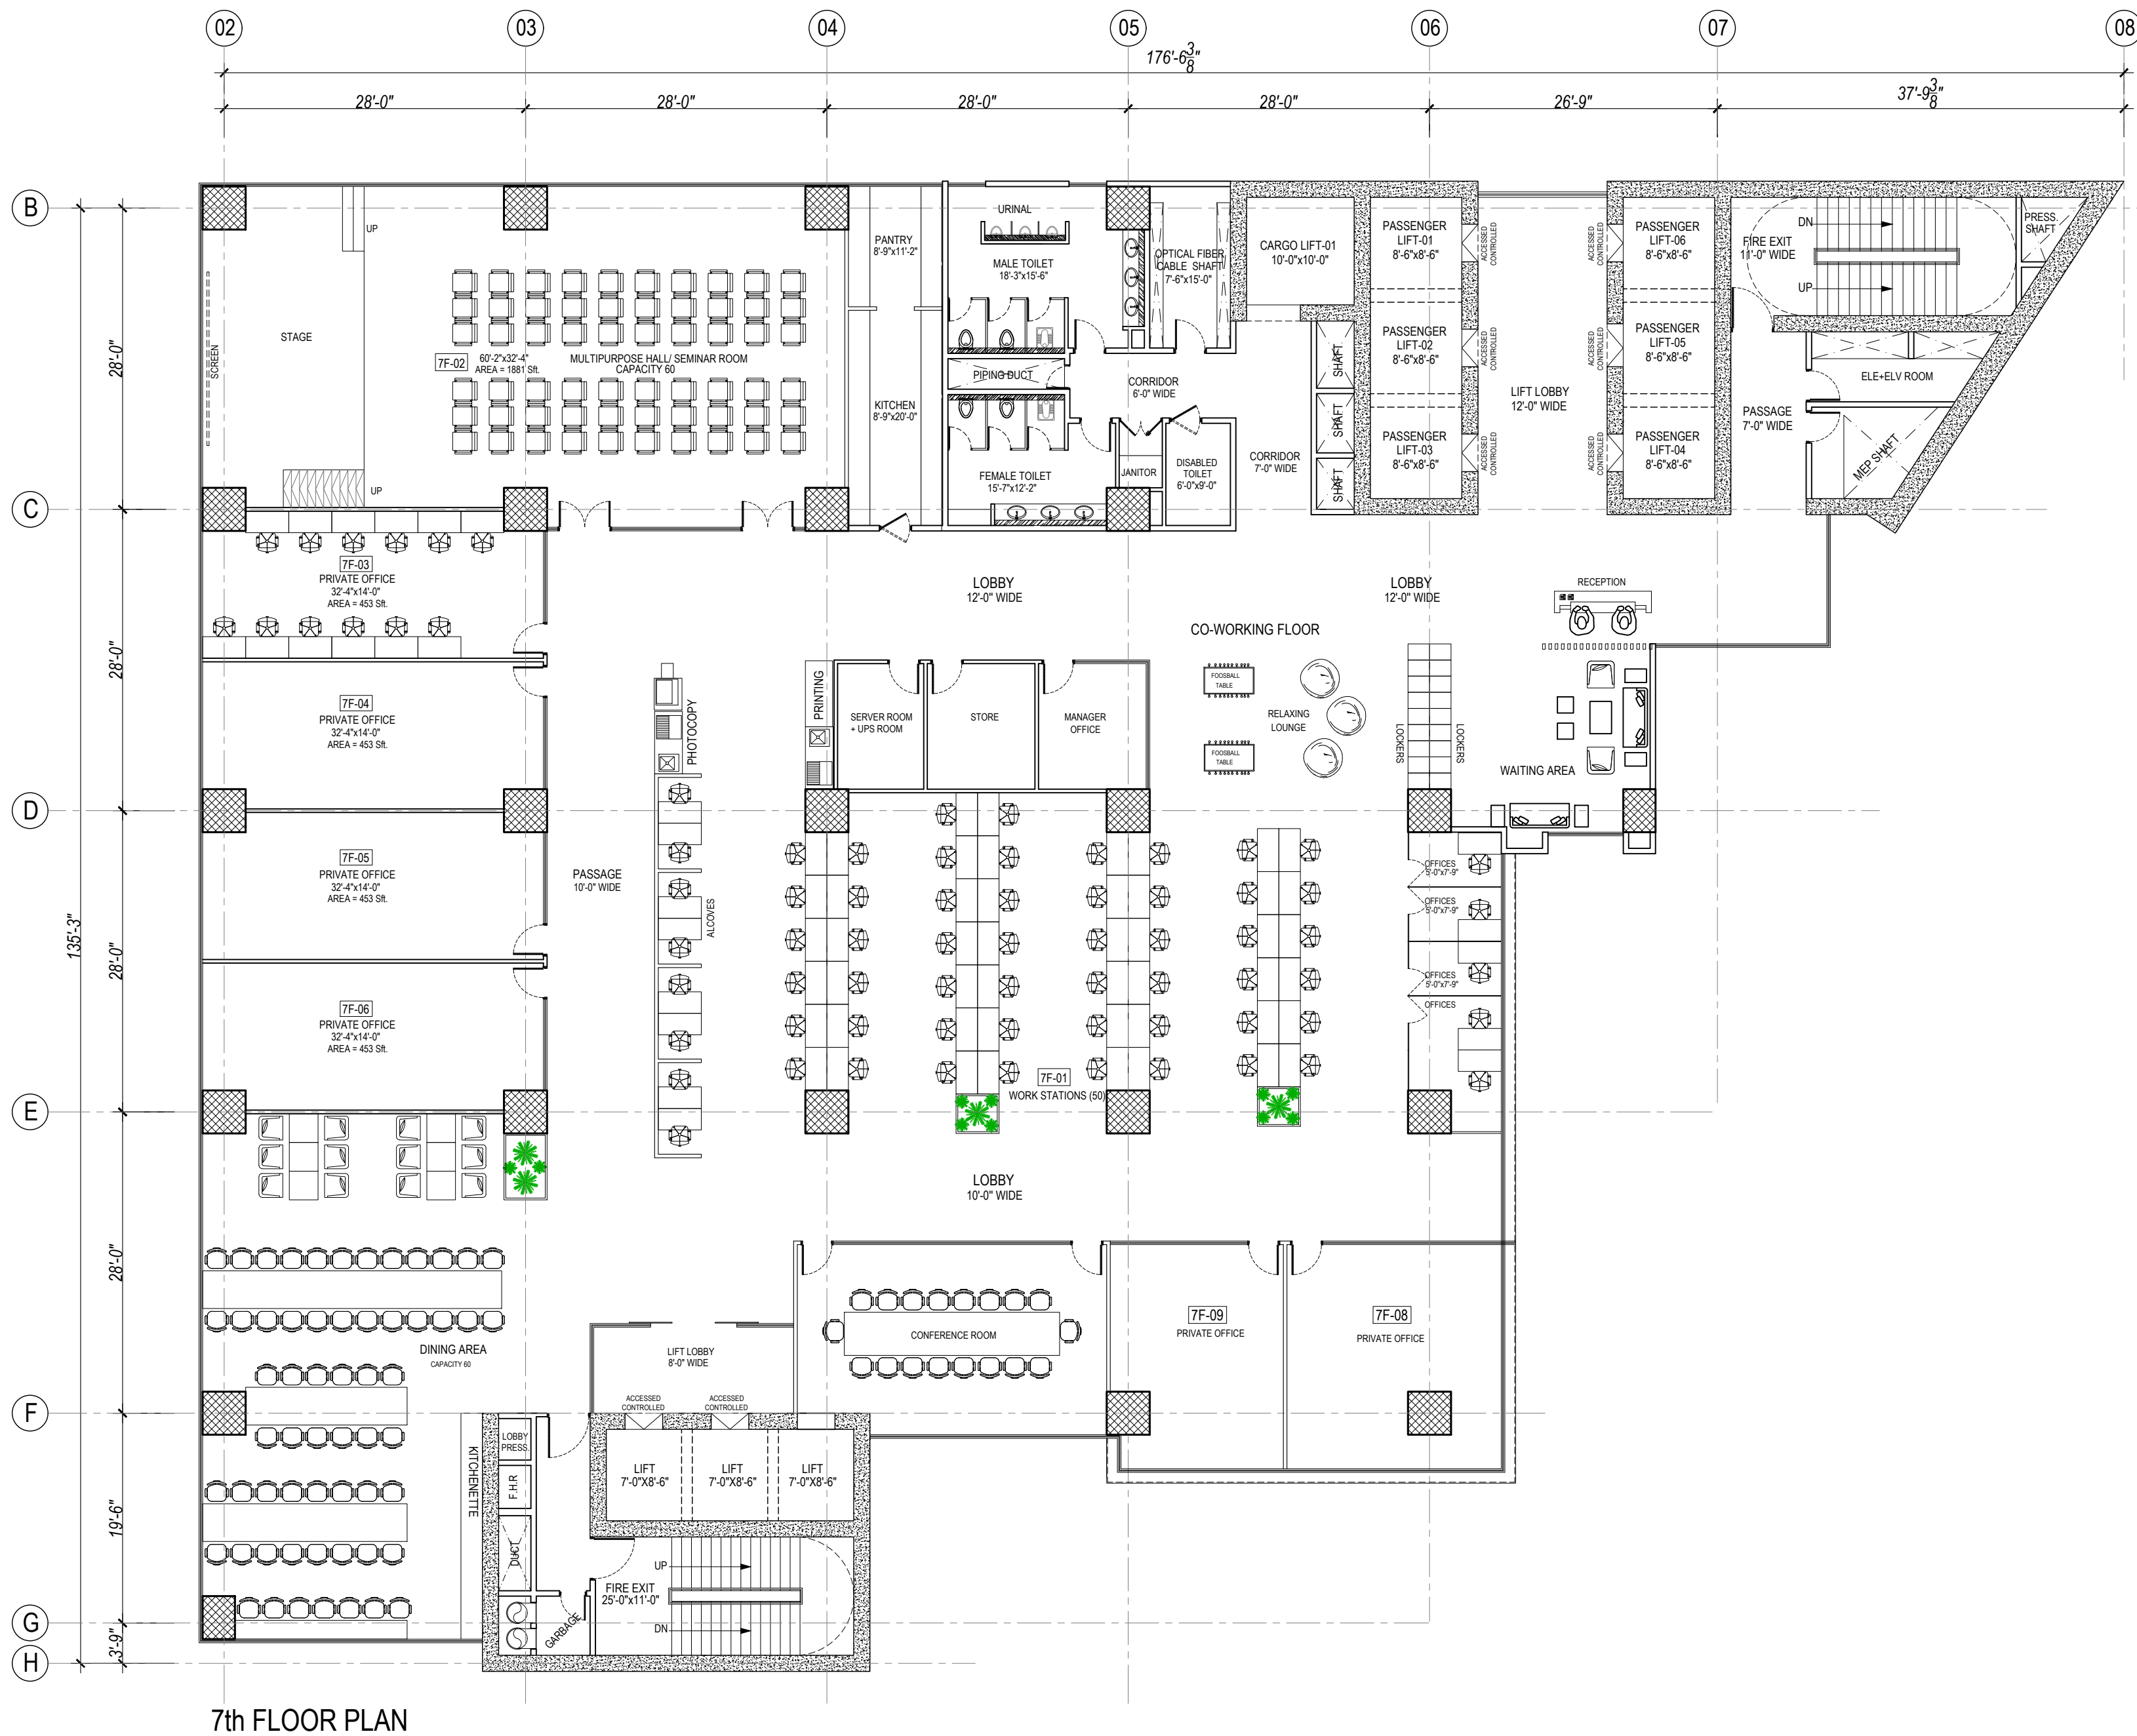 02
03
04
05
06
07
08
176'-6 3/8"
28'-0"
28'-0"
28'-0"
28'-0"
26'-9"
37'-9 3/8"
B
C
D
E
F
G
H
28'-0"
28'-0"
28'-0"
28'-0"
19'-6"
3'-9"
135'-3"
UP
STAGE
SCREEN
UP
7F-02
60'-2"x32'-4"
AREA = 1881 Sft.
MULTIPURPOSE HALL/ SEMINAR ROOM
CAPACITY 60
PANTRY
8'-9"x11'-2"
KITCHEN
8'-9"x20'-0"
URINAL
MALE TOILET
18'-3"x15'-6"
PIPING DUCT
FEMALE TOILET
15'-7"x12'-2"
OPTICAL FIBER
CABLE SHAFT
7'-6"x15'-0"
CORRIDOR
6'-0" WIDE
JANITOR
DISABLED
TOILET
6'-0"x9'-0"
CARGO LIFT-01
10'-0"x10'-0"
SHAFT
SHAFT
SHAFT
CORRIDOR
7'-0" WIDE
PASSENGER
LIFT-01
8'-6"x8'-6"
PASSENGER
LIFT-02
8'-6"x8'-6"
PASSENGER
LIFT-03
8'-6"x8'-6"
ACCESSED
CONTROLLED
ACCESSED
CONTROLLED
ACCESSED
CONTROLLED
LIFT LOBBY
12'-0" WIDE
ACCESSED
CONTROLLED
ACCESSED
CONTROLLED
ACCESSED
CONTROLLED
PASSENGER
LIFT-06
8'-6"x8'-6"
PASSENGER
LIFT-05
8'-6"x8'-6"
PASSENGER
LIFT-04
8'-6"x8'-6"
DN
FIRE EXIT
11'-0" WIDE
UP
PRESS.
SHAFT
ELE+ELV ROOM
PASSAGE
7'-0" WIDE
MEP SHAFT
7F-03
PRIVATE OFFICE
32'-4"x14'-0"
AREA = 453 Sft.
7F-04
PRIVATE OFFICE
32'-4"x14'-0"
AREA = 453 Sft.
7F-05
PRIVATE OFFICE
32'-4"x14'-0"
AREA = 453 Sft.
7F-06
PRIVATE OFFICE
32'-4"x14'-0"
AREA = 453 Sft.
LOBBY
12'-0" WIDE
LOBBY
12'-0" WIDE
RECEPTION
CO-WORKING FLOOR
PHOTOCOPY
PRINTING
SERVER ROOM
+ UPS ROOM
STORE
MANAGER
OFFICE
FOOSBALL
TABLE
RELAXING
LOUNGE
FOOSBALL
TABLE
LOCKERS
LOCKERS
WAITING AREA
PASSAGE
10'-0" WIDE
ALCOVES
OFFICES
5'-0"x7'-9"
OFFICES
5'-0"x7'-9"
OFFICES
5'-0"x7'-9"
OFFICES
7F-01
WORK STATIONS (50)
LOBBY
10'-0" WIDE
DINING AREA
CAPACITY 60
KITCHENETTE
LIFT LOBBY
8'-0" WIDE
ACCESSED
CONTROLLED
ACCESSED
CONTROLLED
CONFERENCE ROOM
7F-09
PRIVATE OFFICE
7F-08
PRIVATE OFFICE
LOBBY
PRESS.
F.H.R
DUCT
LIFT
7'-0"X8'-6"
LIFT
7'-0"X8'-6"
LIFT
7'-0"X8'-6"
UP
FIRE EXIT
25'-0"x11'-0"
DN
GARBAGE
7th FLOOR PLAN